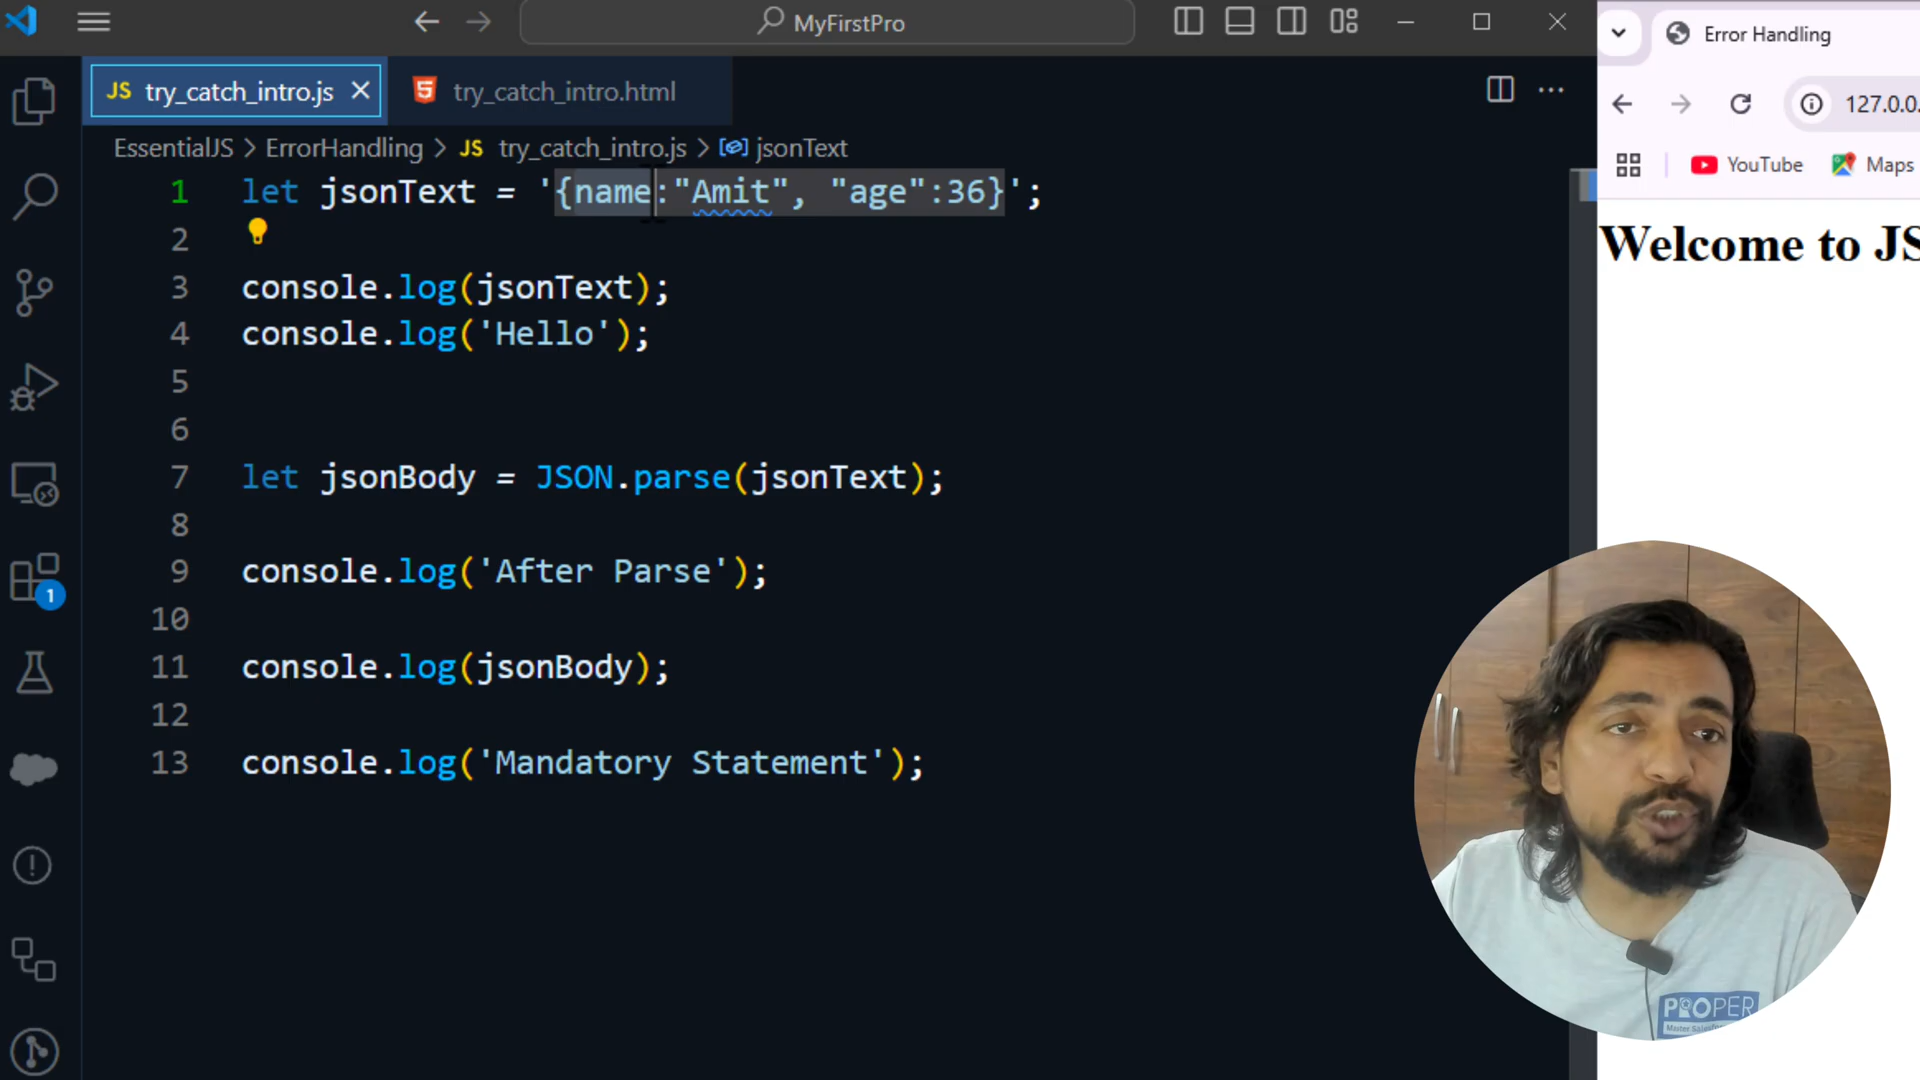 MyFirstPro
JS try_catch_intro.js
try_catch_intro.html
EssentialJS > ErrorHandling > JS try_catch_intro.js > jsonText
1 let jsonText = '{name:"Amit", "age":36}';
2
3 console.log(jsonText);
4 console.log('Hello');
5
6
7 let jsonBody = JSON.parse(jsonText);
8
9 console.log('After Parse');
10
11 console.log(jsonBody);
12
13 console.log('Mandatory Statement');
1
Error Handling
127.0.0.
YouTube
Maps
Welcome to JS
PROPER